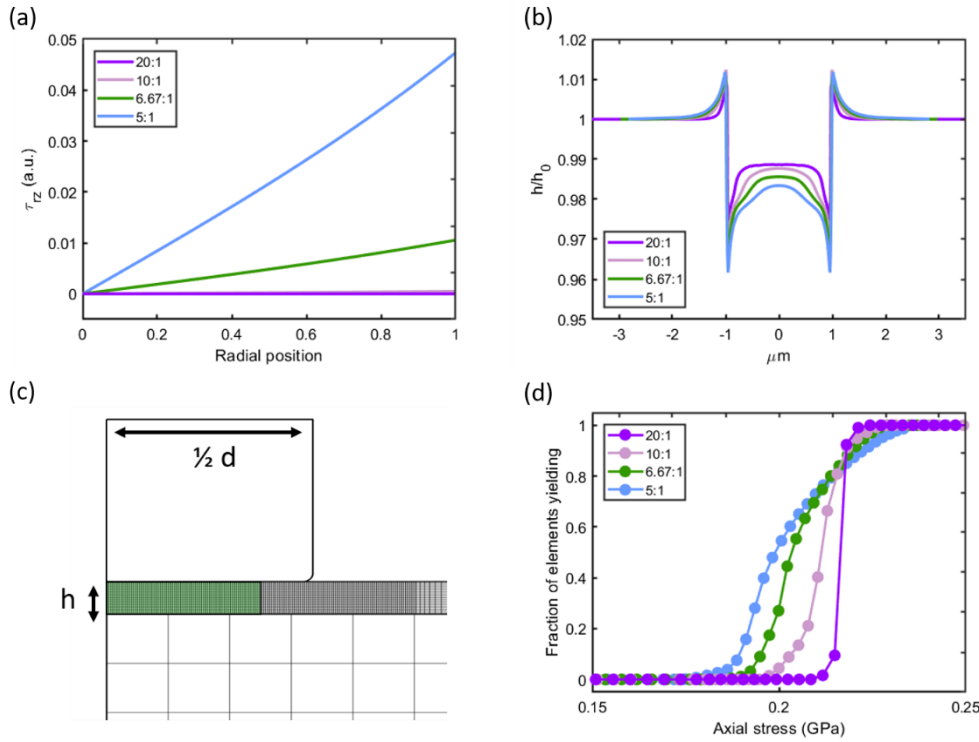 (a)
0.05
0.04
0.03
0.02
0.01
0
τrz (a.u.)
20:1
10:1
6.67:1
5:1
0 0.2 0.4 0.6 0.8 1
Radial position
(b)
1.02
1.01
1
0.99
0.98
0.97
0.96
0.95
h/h0
20:1
10:1
6.67:1
5:1
-3 -2 -1 0 1 2 3
μm
(c)
½ d
h
(d)
1
0.8
0.6
0.4
0.2
0
Fraction of elements yielding
20:1
10:1
6.67:1
5:1
0.15 0.2 0.25
Axial stress (GPa)